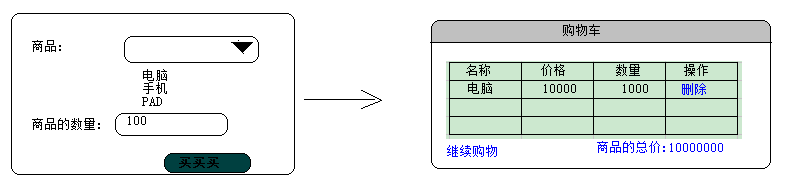 商品：
电脑
手机
PAD
商品的数量： 100
买买买
购物车
名称 价格 数量 操作
电脑 10000 1000 删除
继续购物 商品的总价:10000000